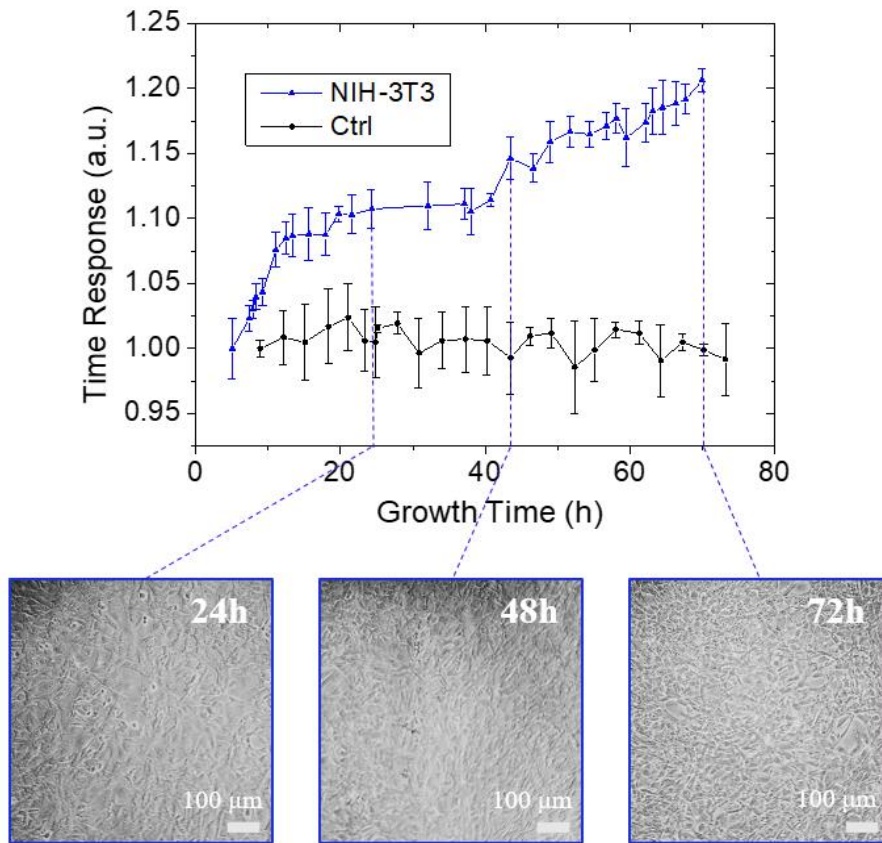 1.25
1.20
1.15
1.10
1.05
1.00
0.95
Time Response (a.u.)
NIH-3T3
Ctrl
0 20 40 60 80
Growth Time (h)
24h 48h 72h
100 μm 100 μm 100 μm